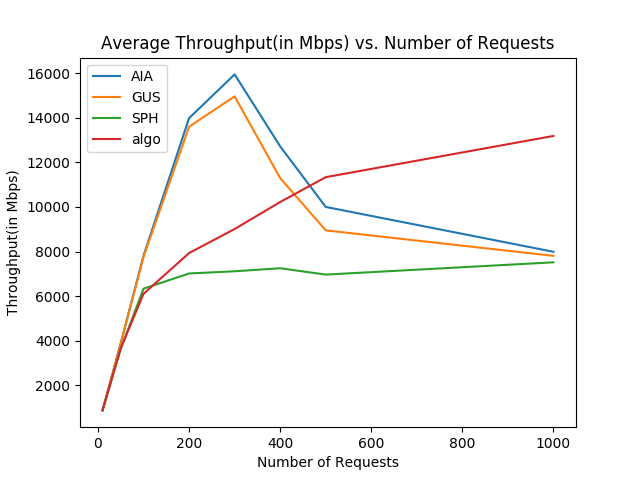 Average Throughput(in Mbps) vs. Number of Requests
AIA
GUS
SPH
algo
16000
14000
12000
10000
8000
6000
4000
2000
Throughput(in Mbps)
0 200 400 600 800 1000
Number of Requests